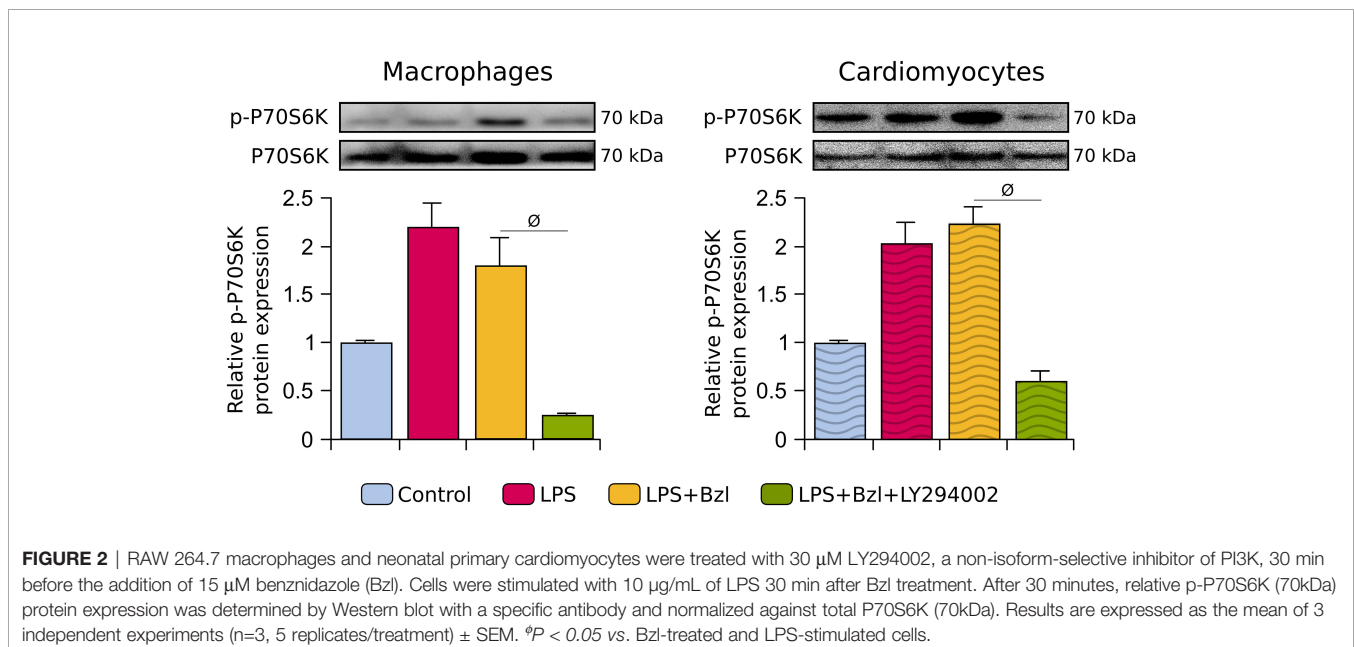 Macrophages
p-P70S6K 70 kDa
P70S6K 70 kDa
Relative p-P70S6K
protein expression
2.5
2
1.5
1
0.5
0
Ø
Cardiomyocytes
p-P70S6K 70 kDa
P70S6K 70 kDa
Relative p-P70S6K
protein expression
2.5
2
1.5
1
0.5
0
Ø
Control LPS LPS+Bzl LPS+Bzl+LY294002
FIGURE 2 | RAW 264.7 macrophages and neonatal primary cardiomyocytes were treated with 30 μM LY294002, a non-isoform-selective inhibitor of PI3K, 30 min
before the addition of 15 μM benznidazole (Bzl). Cells were stimulated with 10 μg/mL of LPS 30 min after Bzl treatment. After 30 minutes, relative p-P70S6K (70kDa)
protein expression was determined by Western blot with a specific antibody and normalized against total P70S6K (70kDa). Results are expressed as the mean of 3
independent experiments (n=3, 5 replicates/treatment) ± SEM. ϕP < 0.05 vs. Bzl-treated and LPS-stimulated cells.